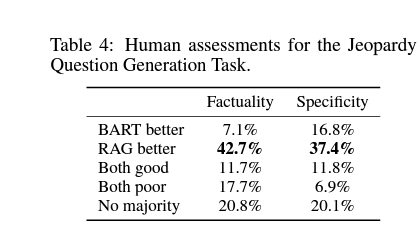 Table 4: Human assessments for the Jeopardy
Question Generation Task.
Factuality Specificity
BART better 7.1% 16.8%
RAG better 42.7% 37.4%
Both good 11.7% 11.8%
Both poor 17.7% 6.9%
No majority 20.8% 20.1%